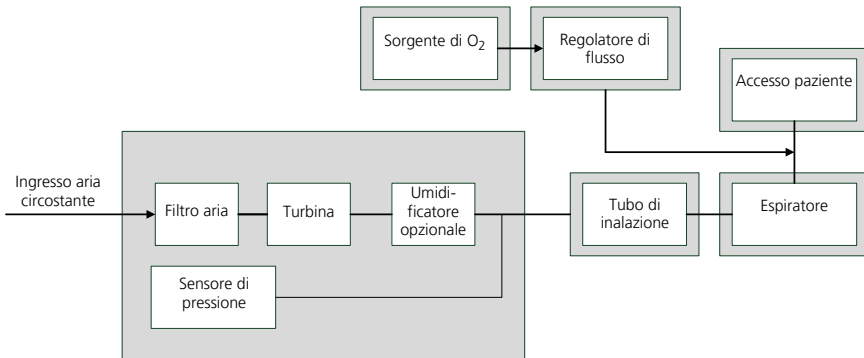 Sorgente di O2
Regolatore di
flusso
Accesso paziente
Ingresso aria
circostante
Filtro aria
Turbina
Umidi-
ificatore
opzionale
Tubo di
inalazione
Espiratore
Sensore di
pressione